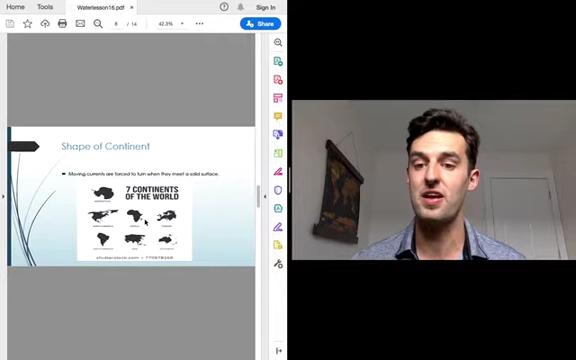 Home Tools Waterlesson16.pdf × Sign In
8 / 14 42.3% Share
Shape of Continent
Moving currents are forced to turn when they meet a solid surface.
7 CONTINENTS
OF THE WORLD